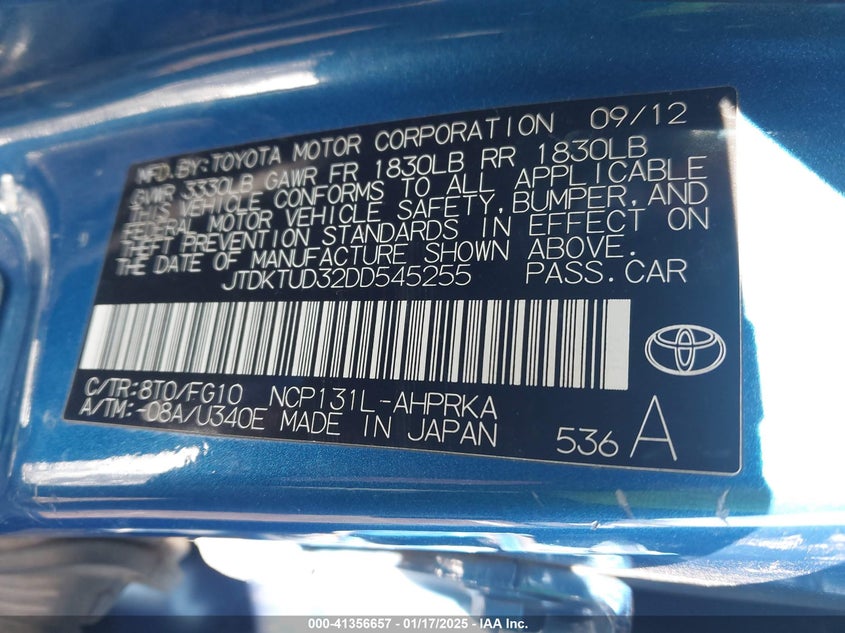 MFD BY:TOYOTA MOTOR CORPORATION 09/12
GVWR 3330LB GAWR FR 1830LB RR 1830LB
THIS VEHICLE CONFORMS TO ALL APPLICABLE
FEDERAL MOTOR VEHICLE SAFETY,BUMPER,AND
THEFT PREVENTION STANDARDS IN EFFECT ON
THE DATE OF MANUFACTURE SHOWN ABOVE.
JTDKTUD32DD545255 PASS.CAR
C/TR:8T0/FG10 NCP131L-AHPRKA
A/TM:-08A/U340E MADE IN JAPAN 536 A
000-41356657 - 01/17/2025 - IAA Inc.